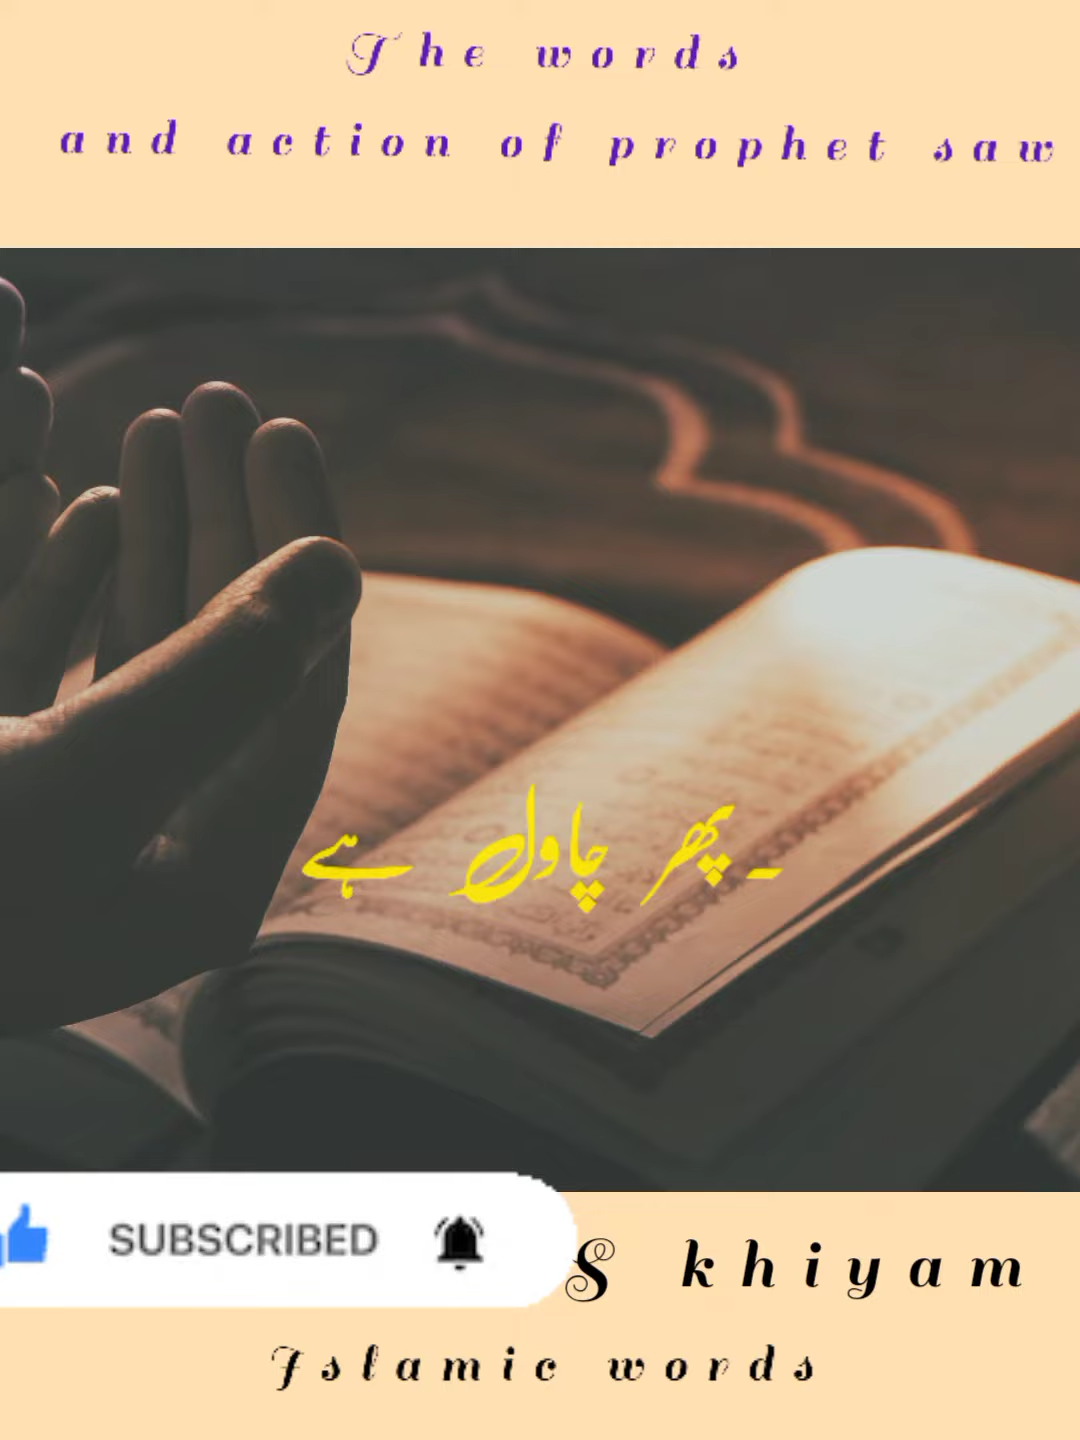 The words
and action of prophet saw
۔پھر چاول ہے
SUBSCRIBED
S khiyam
Islamic words